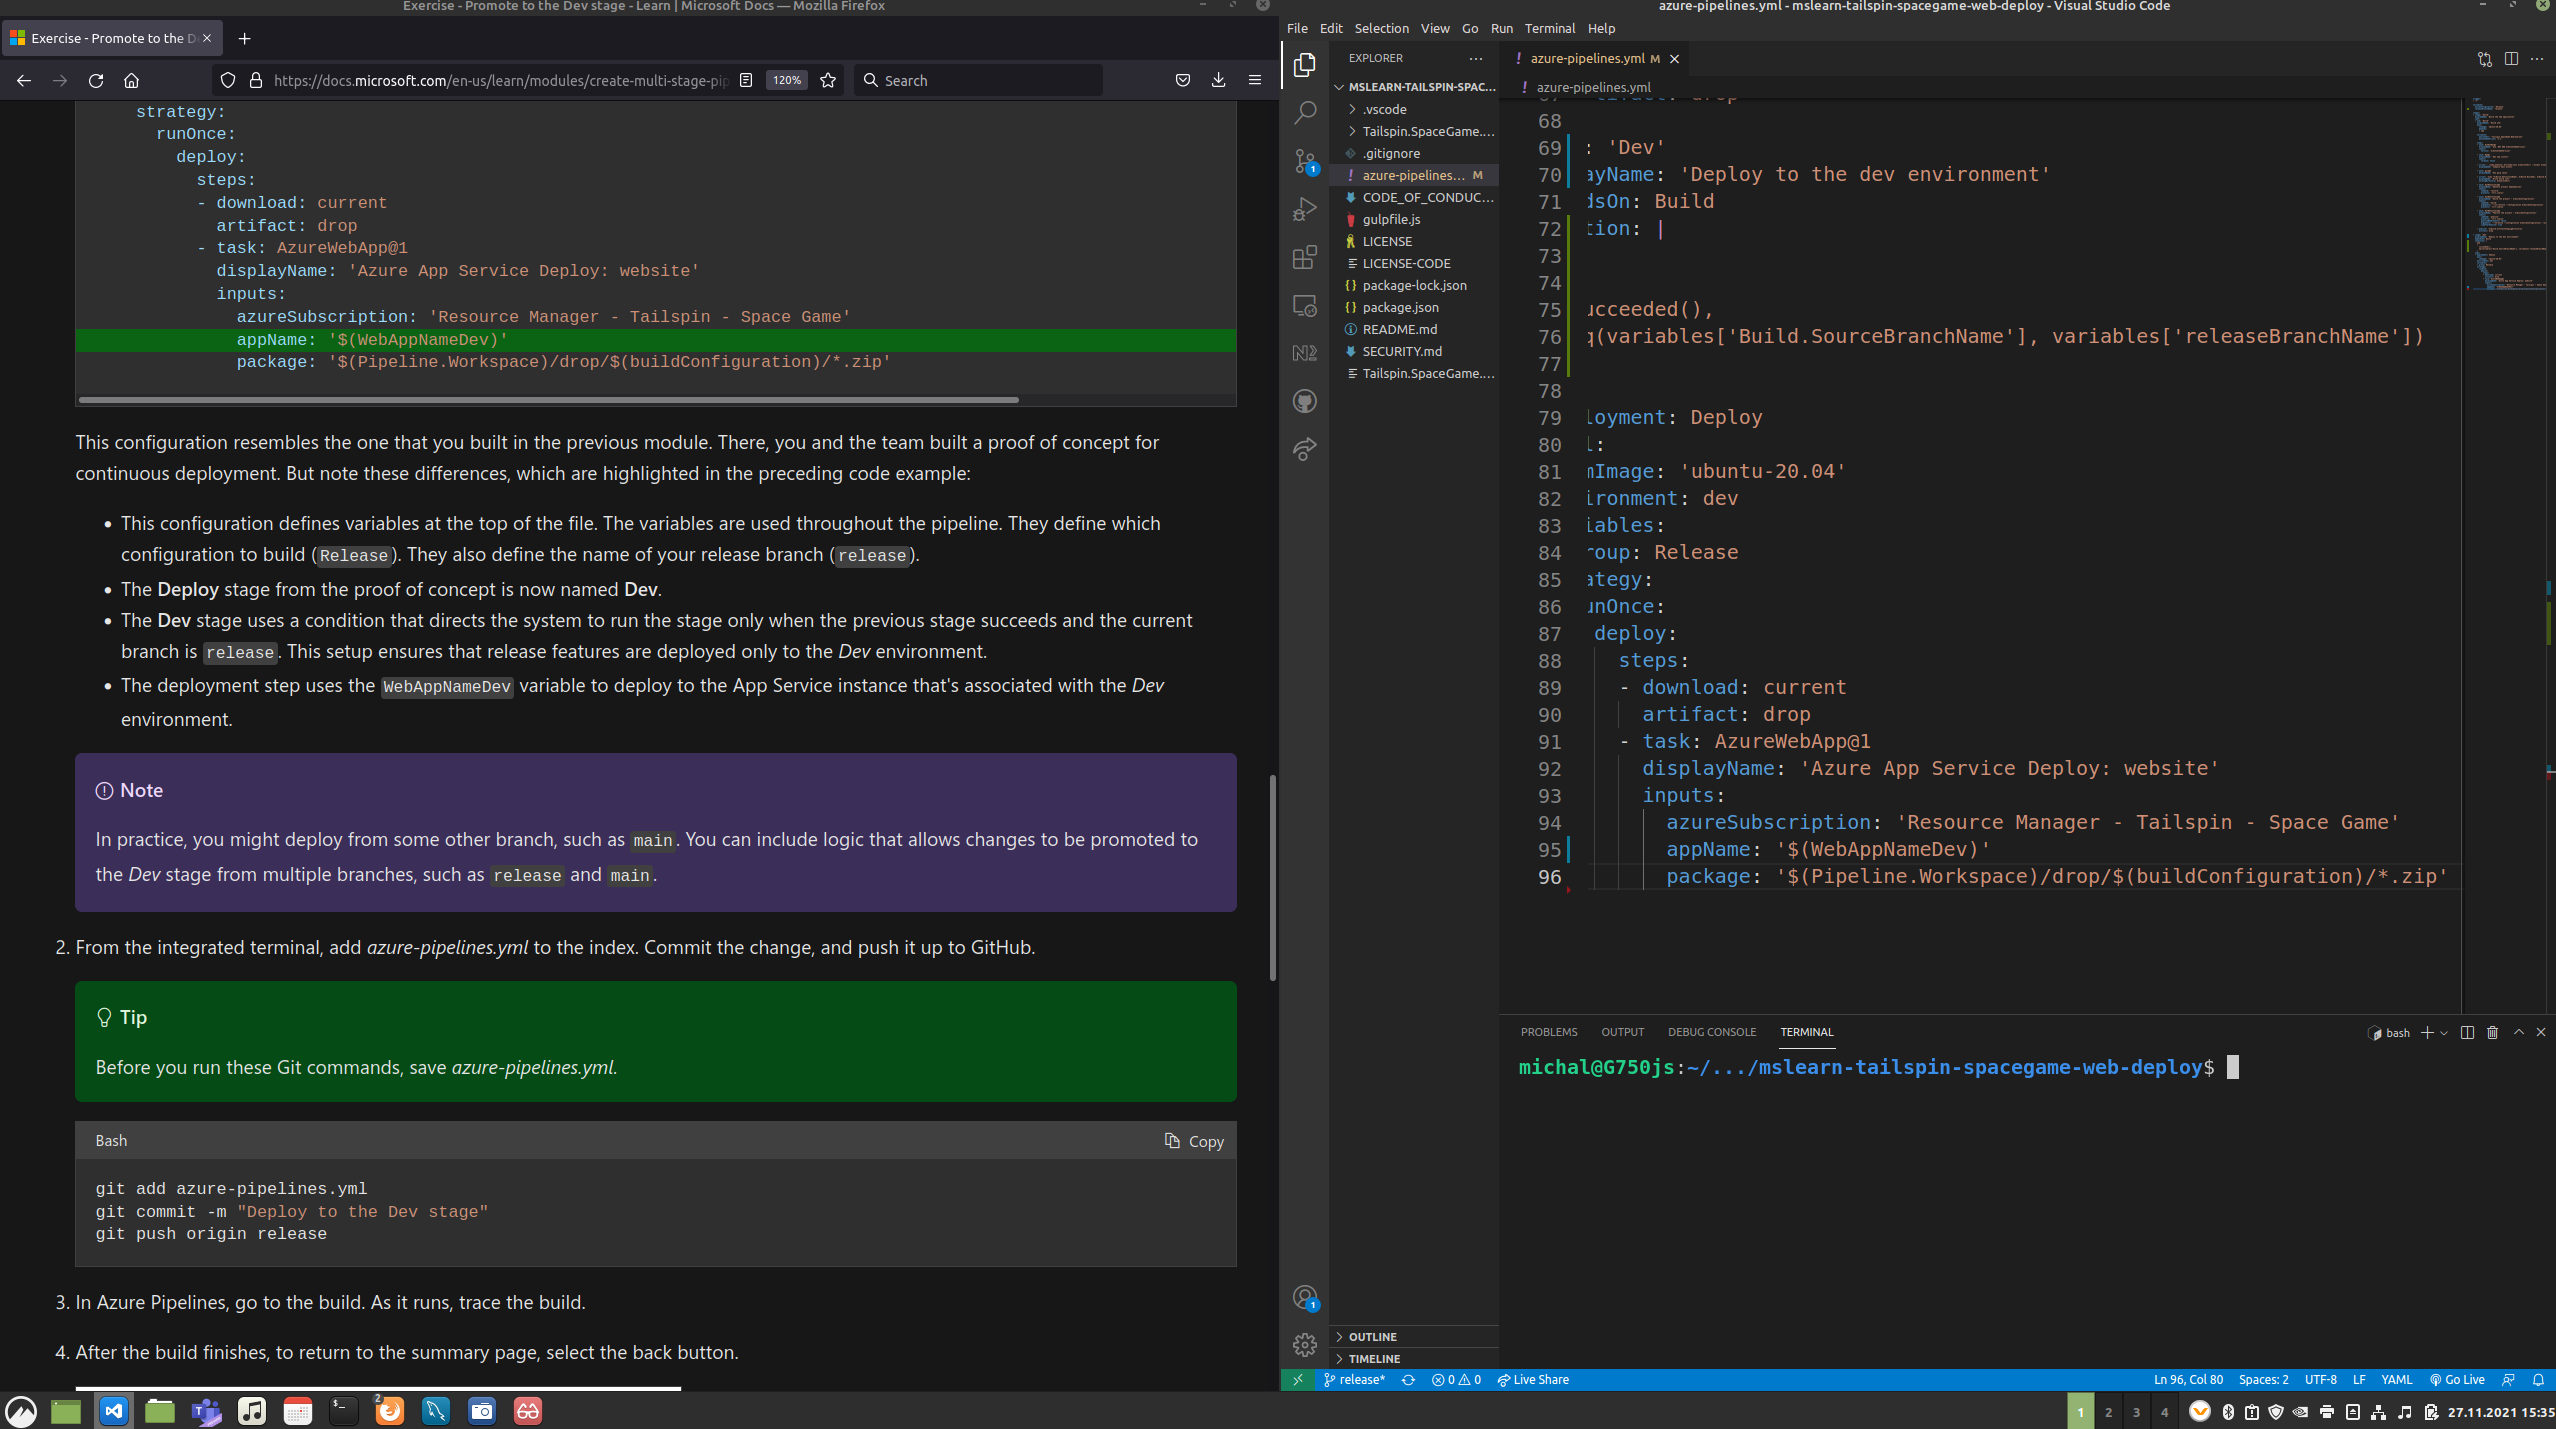 Exercise - Promote to the Dev stage - Learn | Microsoft Docs — Mozilla Firefox
Exercise - Promote to the D
https://docs.microsoft.com/en-us/learn/modules/create-multi-stage-pip
120%
Search
strategy:
runOnce:
deploy:
steps:
- download: current
artifact: drop
- task: AzureWebApp@1
displayName: 'Azure App Service Deploy: website'
inputs:
azureSubscription: 'Resource Manager - Tailspin - Space Game'
appName: '$(WebAppNameDev)'
package: '$(Pipeline.Workspace)/drop/$(buildConfiguration)/*.zip'
This configuration resembles the one that you built in the previous module. There, you and the team built a proof of concept for
continuous deployment. But note these differences, which are highlighted in the preceding code example:
• This configuration defines variables at the top of the file. The variables are used throughout the pipeline. They define which
configuration to build (Release). They also define the name of your release branch (release).
• The Deploy stage from the proof of concept is now named Dev.
• The Dev stage uses a condition that directs the system to run the stage only when the previous stage succeeds and the current
branch is release. This setup ensures that release features are deployed only to the Dev environment.
• The deployment step uses the WebAppNameDev variable to deploy to the App Service instance that's associated with the Dev
environment.
Note
In practice, you might deploy from some other branch, such as main. You can include logic that allows changes to be promoted to
the Dev stage from multiple branches, such as release and main.
2. From the integrated terminal, add azure-pipelines.yml to the index. Commit the change, and push it up to GitHub.
Tip
Before you run these Git commands, save azure-pipelines.yml.
Bash
Copy
git add azure-pipelines.yml
git commit -m "Deploy to the Dev stage"
git push origin release
3. In Azure Pipelines, go to the build. As it runs, trace the build.
4. After the build finishes, to return to the summary page, select the back button.
azure-pipelines.yml - mslearn-tailspin-spacegame-web-deploy - Visual Studio Code
File Edit Selection View Go Run Terminal Help
EXPLORER
MSLEARN-TAILSPIN-SPAC...
.vscode
Tailspin.SpaceGame....
.gitignore
azure-pipelines... M
CODE_OF_CONDUC...
gulpfile.js
LICENSE
LICENSE-CODE
package-lock.json
package.json
README.md
SECURITY.md
Tailspin.SpaceGame....
OUTLINE
TIMELINE
azure-pipelines.yml M
azure-pipelines.yml
68
69 : 'Dev'
70 ayName: 'Deploy to the dev environment'
71 dsOn: Build
72 tion: |
73
74
75 ucceeded(),
76 q(variables['Build.SourceBranchName'], variables['releaseBranchName'])
77
78
79 loyment: Deploy
80 l:
81 mImage: 'ubuntu-20.04'
82 ironment: dev
83 iables:
84 roup: Release
85 ategy:
86 unOnce:
87 deploy:
88 steps:
89 - download: current
90 artifact: drop
91 - task: AzureWebApp@1
92 displayName: 'Azure App Service Deploy: website'
93 inputs:
94 azureSubscription: 'Resource Manager - Tailspin - Space Game'
95 appName: '$(WebAppNameDev)'
96 package: '$(Pipeline.Workspace)/drop/$(buildConfiguration)/*.zip'
PROBLEMS OUTPUT DEBUG CONSOLE TERMINAL
bash
michal@G750js:~/.../mslearn-tailspin-spacegame-web-deploy$
release* 0 0 Live Share
Ln 96, Col 80 Spaces: 2 UTF-8 LF YAML Go Live
2
1 2 3 4
27.11.2021 15:35